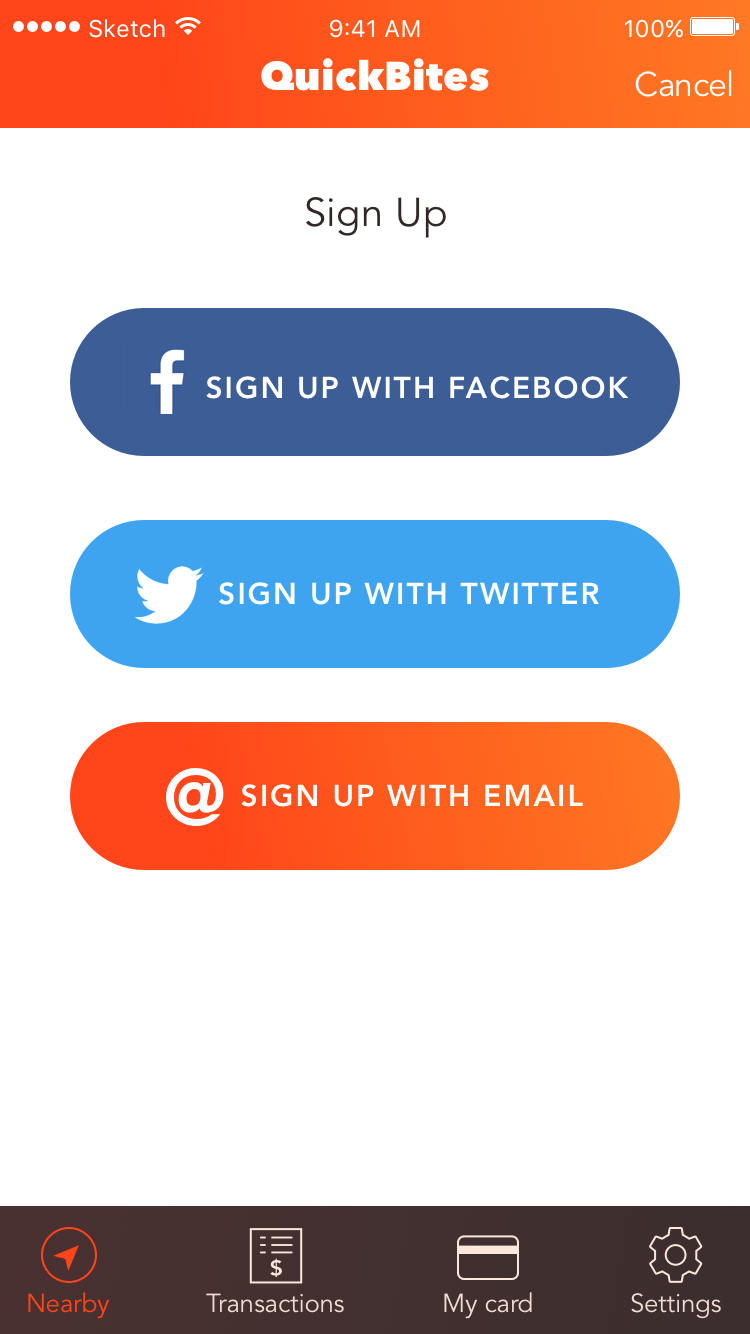 Sketch 9:41 AM 100%
QuickBites
Cancel
Sign Up
SIGN UP WITH FACEBOOK
SIGN UP WITH TWITTER
@ SIGN UP WITH EMAIL
$
Nearby Transactions My card Settings